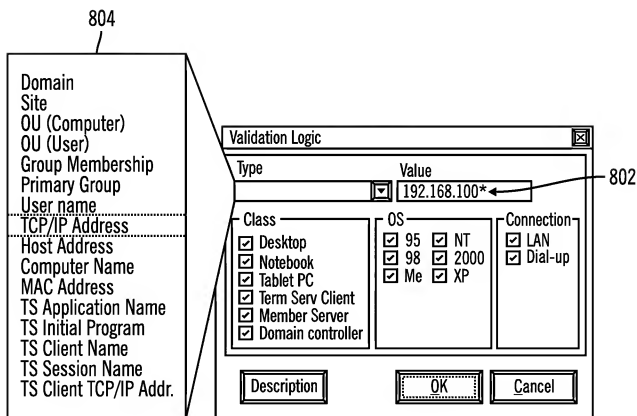 804
Domain
Site
OU (Computer)
OU (User)
Group Membership
Primary Group
User name
TCP/IP Address
Host Address
Computer Name
MAC Address
TS Application Name
TS Initial Program
TS Client Name
TS Session Name
TS Client TCP/IP Addr.
Validation Logic
Type Value
192.168.100*
802
Class
Desktop
Notebook
Tablet PC
Term Serv Client
Member Server
Domain controller
OS
95 NT
98 2000
Me XP
Connection
LAN
Dial-up
Description OK Cancel